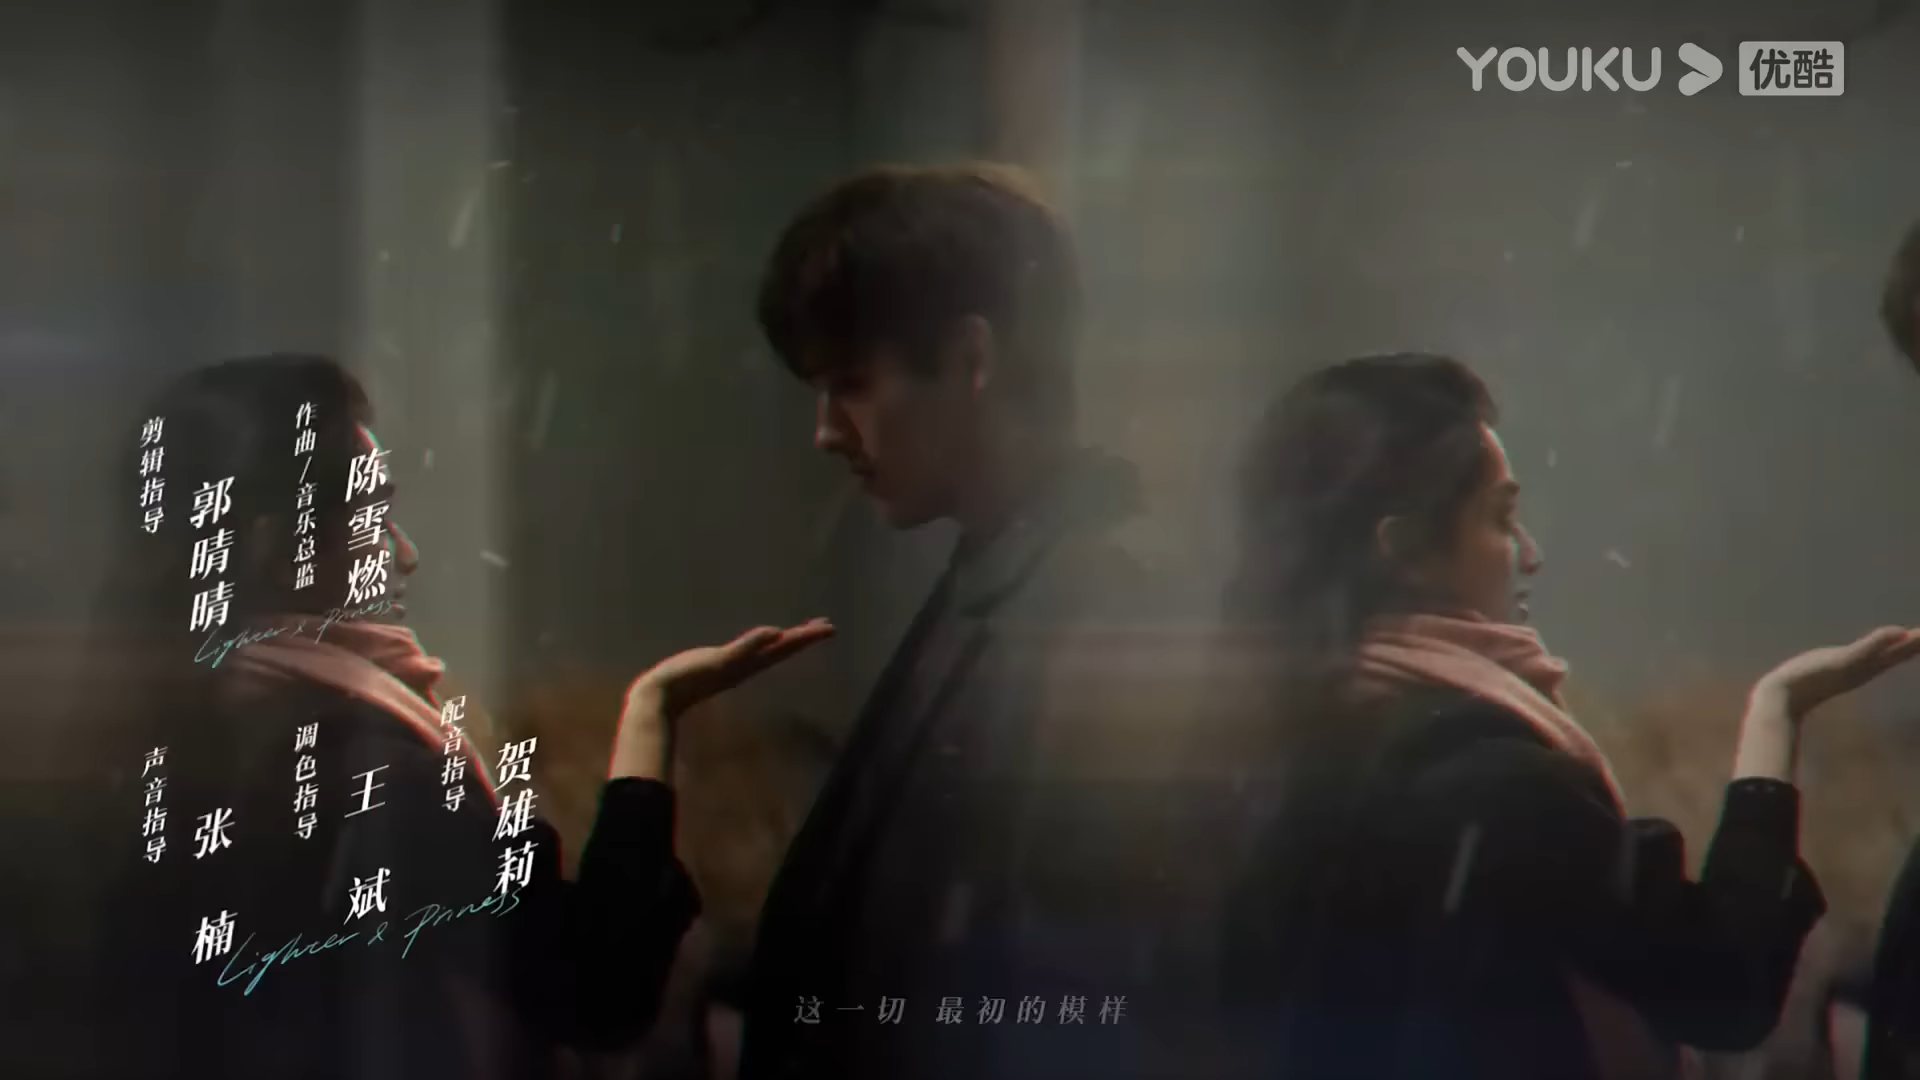 YOUKU 优酷
剪辑指导
郭晴晴
作曲/音乐总监
陈雪燃
Lighter & Princess
声音指导
张楠
调色指导
王斌
配音指导
贺雄莉
Lighter & Princess
这一切 最初的模样